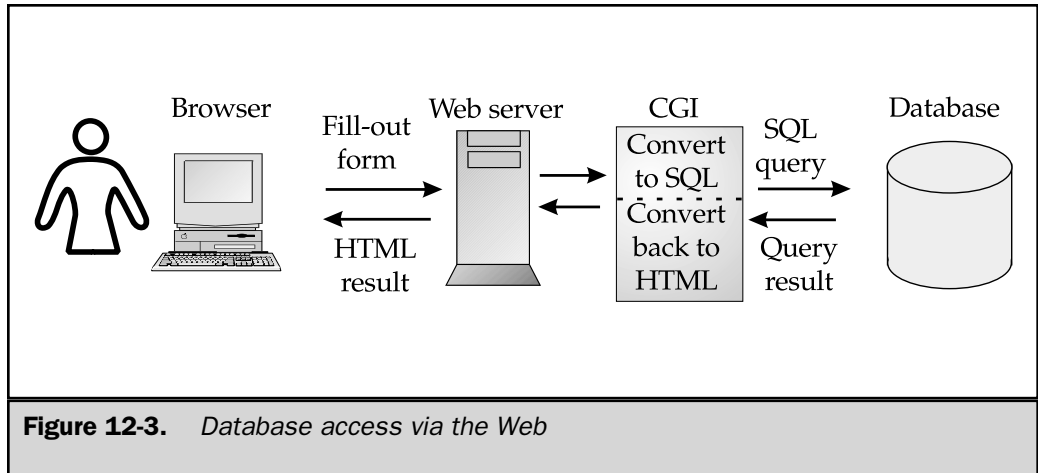 Browser
Fill-out
form
HTML
result
Web server
CGI
Convert
to SQL
Convert
back to
HTML
SQL
query
Query
result
Database
Figure 12-3. Database access via the Web